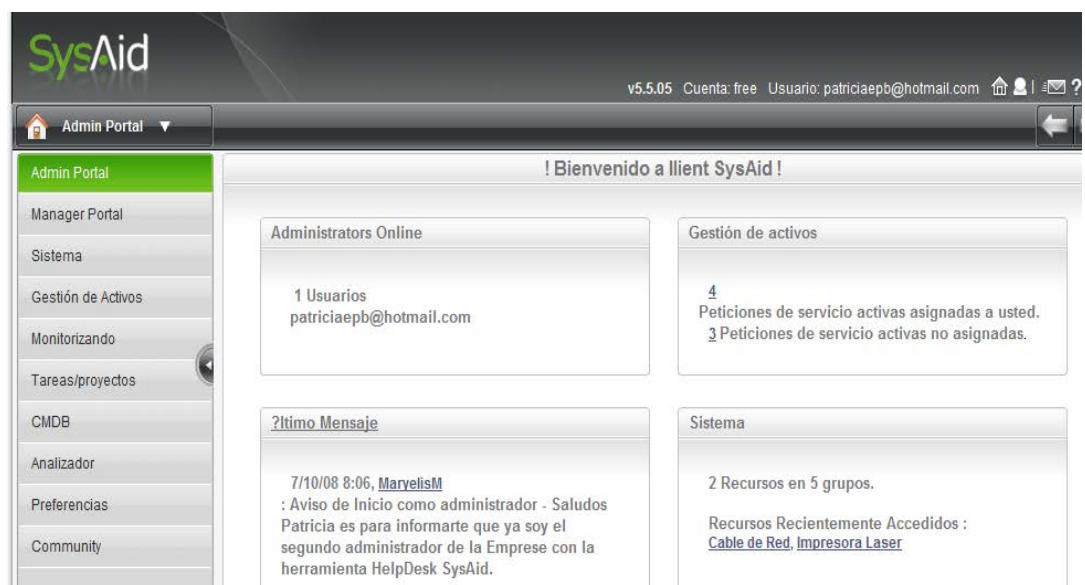 SysAid
v5.5.05 Cuenta: free Usuario: patriciaepb@hotmail.com
Admin Portal
Admin Portal
Manager Portal
Sistema
Gestión de Activos
Monitorizando
Tareas/proyectos
CMDB
Analizador
Preferencias
Community
! Bienvenido a Ilient SysAid !
Administrators Online
1 Usuarios
patriciaepb@hotmail.com
Gestión de activos
4
Peticiones de servicio activas asignadas a usted.
3 Peticiones de servicio activas no asignadas.
?ltimo Mensaje
7/10/08 8:06, MaryelisM
: Aviso de Inicio como administrador - Saludos
Patricia es para informarte que ya soy el
segundo administrador de la Emprese con la
herramienta HelpDesk SysAid.
Sistema
2 Recursos en 5 grupos.
Recursos Recientemente Accedidos :
Cable de Red, Impresora Laser